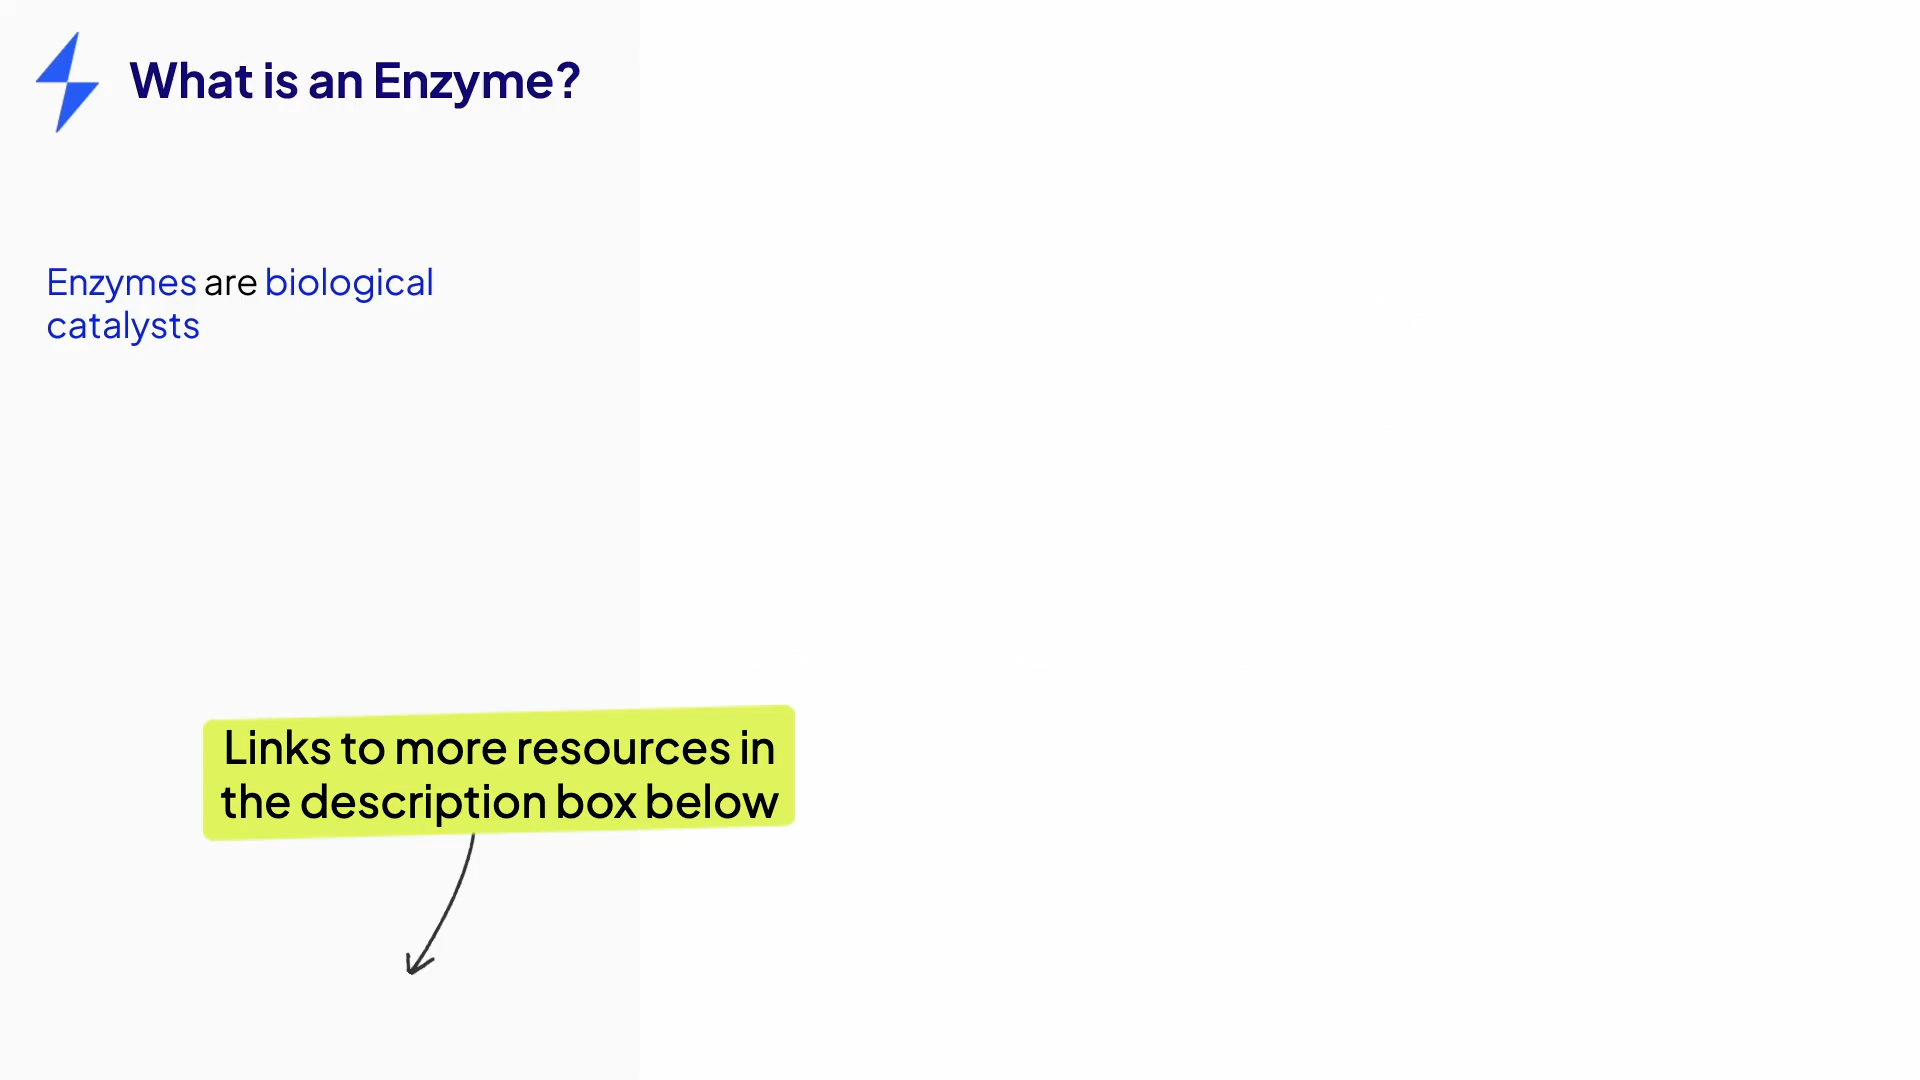 What is an Enzyme?
Enzymes are biological
catalysts
Links to more resources in
the description box below